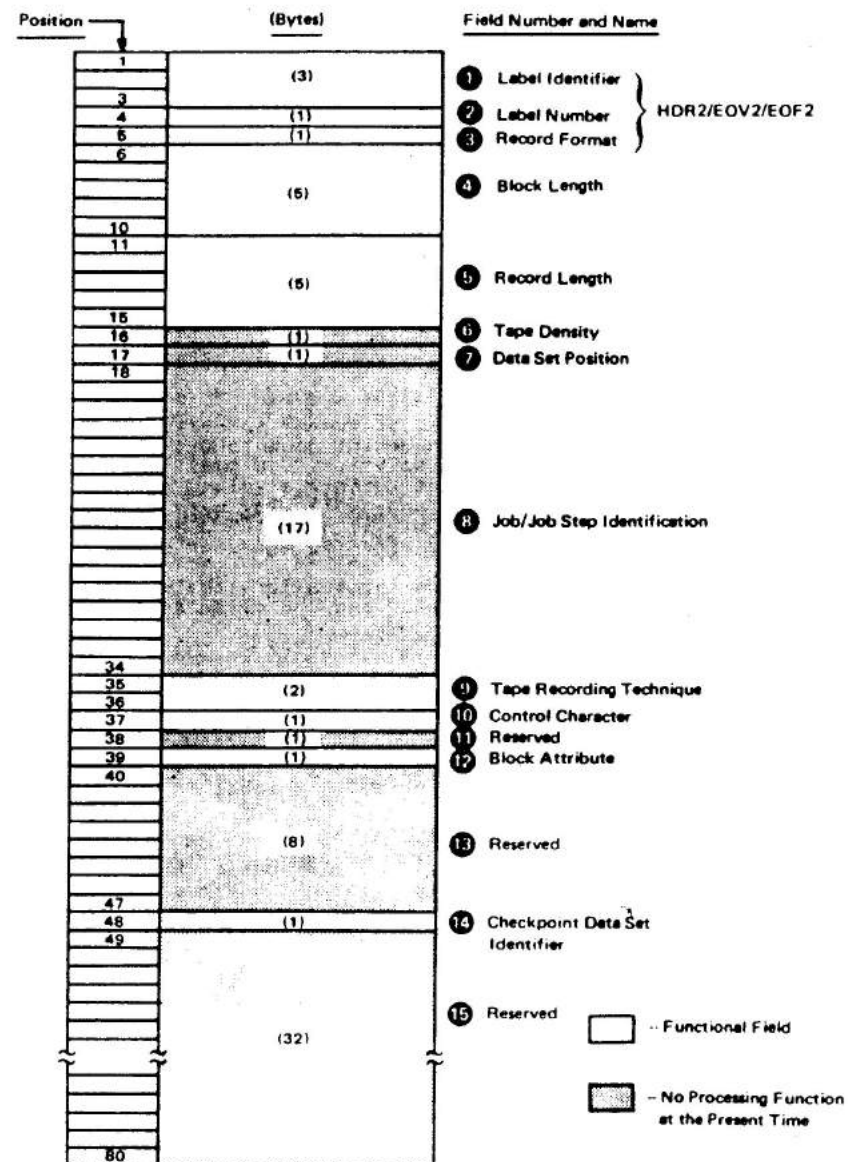 Position (Bytes) Field Number and Name
1
(3) 1 Label Identifier
3
4 (1) 2 Label Number HDR2/EOV2/EOF2
5 (1) 3 Record Format
6
(5) 4 Block Length
10
11
(5) 5 Record Length
15
16 (1) 6 Tape Density
17 (1) 7 Data Set Position
18
(17) 8 Job/Job Step Identification
34
35 (2) 9 Tape Recording Technique
36
37 (1) 10 Control Character
38 (1) 11 Reserved
39 (1) 12 Block Attribute
40
(8) 13 Reserved
47
48 (1) 14 Checkpoint Data Set
Identifier
49
15 Reserved
(32) -- Functional Field
– No Processing Function
at the Present Time
80